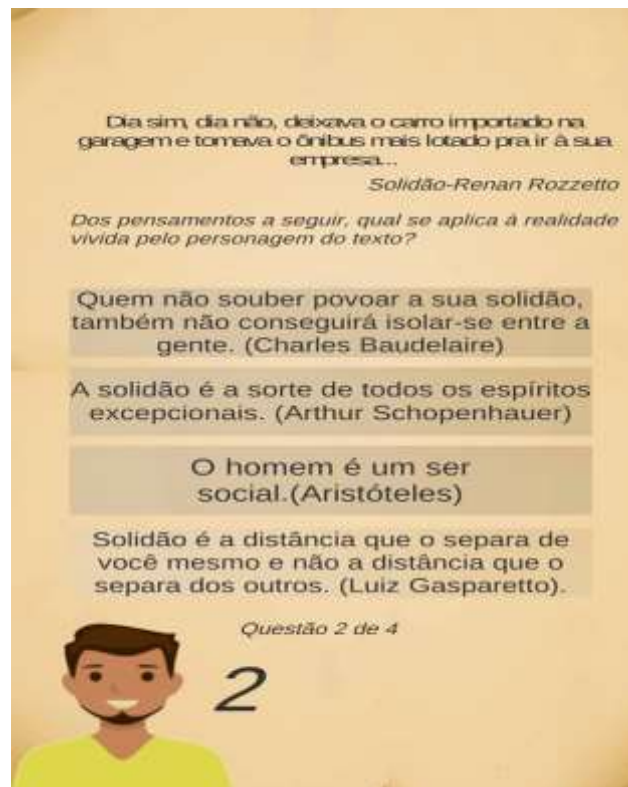 Dia sim, dia não, deixava o carro importado na
garagem e tomava o ônibus mais lotado pra ir à sua
empresa...
Solidão-Renan Rozzetto
Dos pensamentos a seguir, qual se aplica à realidade
vivida pelo personagem do texto?
Quem não souber povoar a sua solidão,
também não conseguirá isolar-se entre a
gente. (Charles Baudelaire)
A solidão é a sorte de todos os espíritos
excepcionais. (Arthur Schopenhauer)
O homem é um ser
social.(Aristóteles)
Solidão é a distância que o separa de
você mesmo e não a distância que o
separa dos outros. (Luiz Gasparetto).
Questão 2 de 4
2